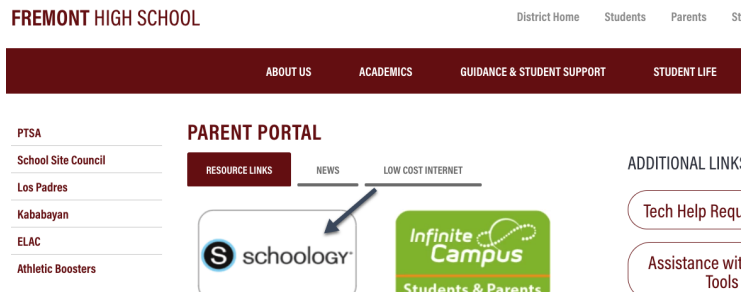 FREMONT HIGH SCHOOL
District Home Students Parents St
ABOUT US ACADEMICS GUIDANCE & STUDENT SUPPORT STUDENT LIFE
PTSA
School Site Council
Los Padres
Kababayan
ELAC
Athletic Boosters
PARENT PORTAL
RESOURCE LINKS NEWS LOW COST INTERNET
S schoology
Infinite
Campus
Students & Parents
ADDITIONAL LINKS
Tech Help Requ
Assistance wit
Tools